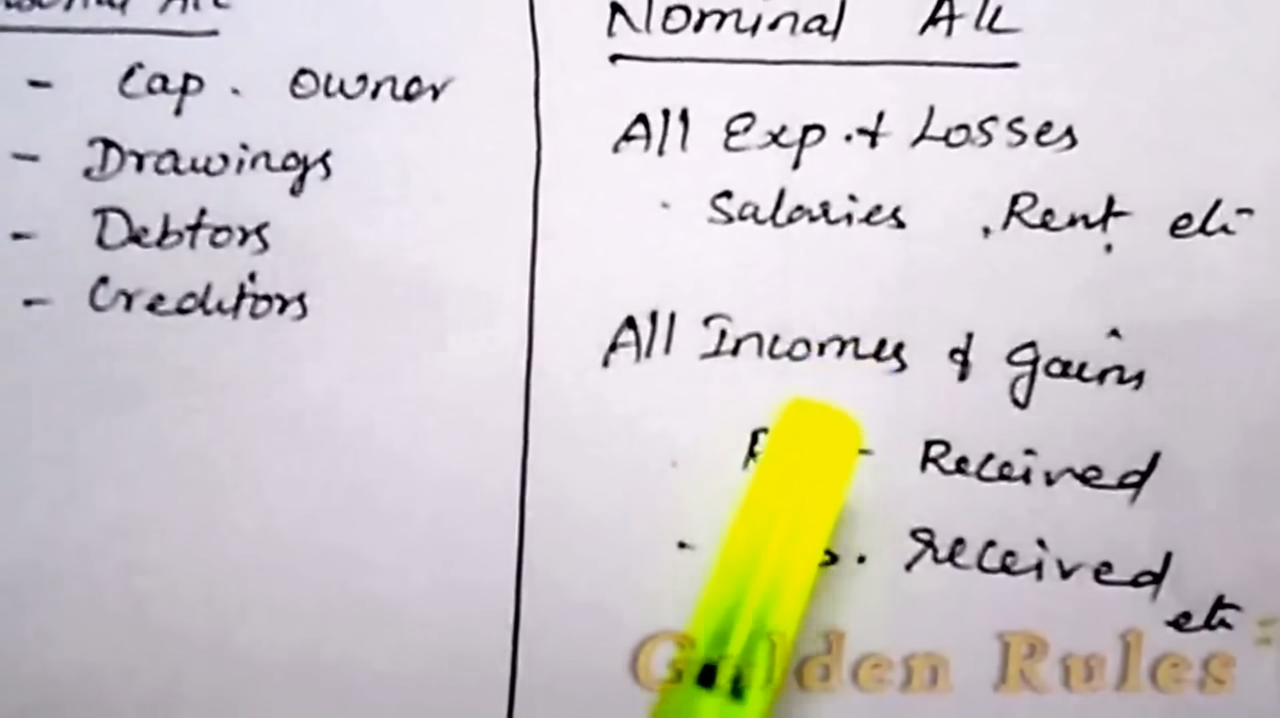 A/c
- Cap. Owner
- Drawings
- Debtors
- Creditors
Nominal A/c
All Exp. & Losses
. Salaries, Rent etc
All Incomes & Gains
Received
- received
etc
Golden Rules